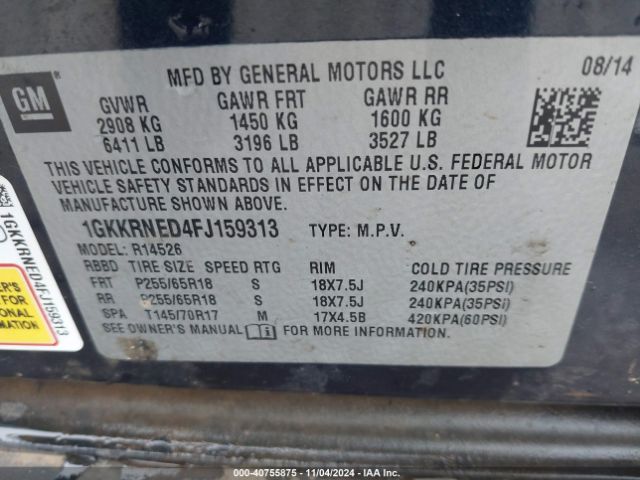 GM
MFD BY GENERAL MOTORS LLC
08/14
GVWR GAWR FRT GAWR RR
2908 KG 1450 KG 1600 KG
6411 LB 3196 LB 3527 LB
THIS VEHICLE CONFORMS TO ALL APPLICABLE U.S. FEDERAL MOTOR
VEHICLE SAFETY STANDARDS IN EFFECT ON THE DATE OF
MANUFACTURE SHOWN ABOVE.
1GKKRNED4FJ159313 TYPE: M.P.V.
MODEL: R14526
RBBD TIRE SIZE SPEED RTG RIM COLD TIRE PRESSURE
FRT P255/65R18 S 18X7.5J 240KPA(35PSI)
RR P255/65R18 S 18X7.5J 240KPA(35PSI)
SPA T145/70R17 M 17X4.5B 420KPA(60PSI)
SEE OWNER'S MANUAL FOR MORE INFORMATION.
1GKKRNED4FJ159313
0-40755875 - 11/04/2024 - IAA Inc.